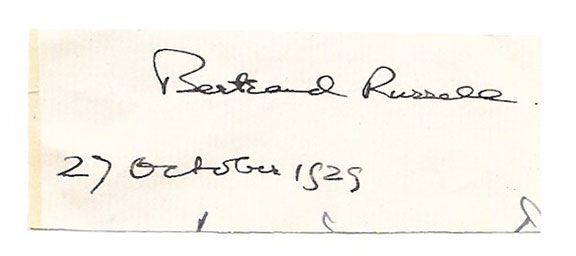 Bertrand Russell.
27 October 1929